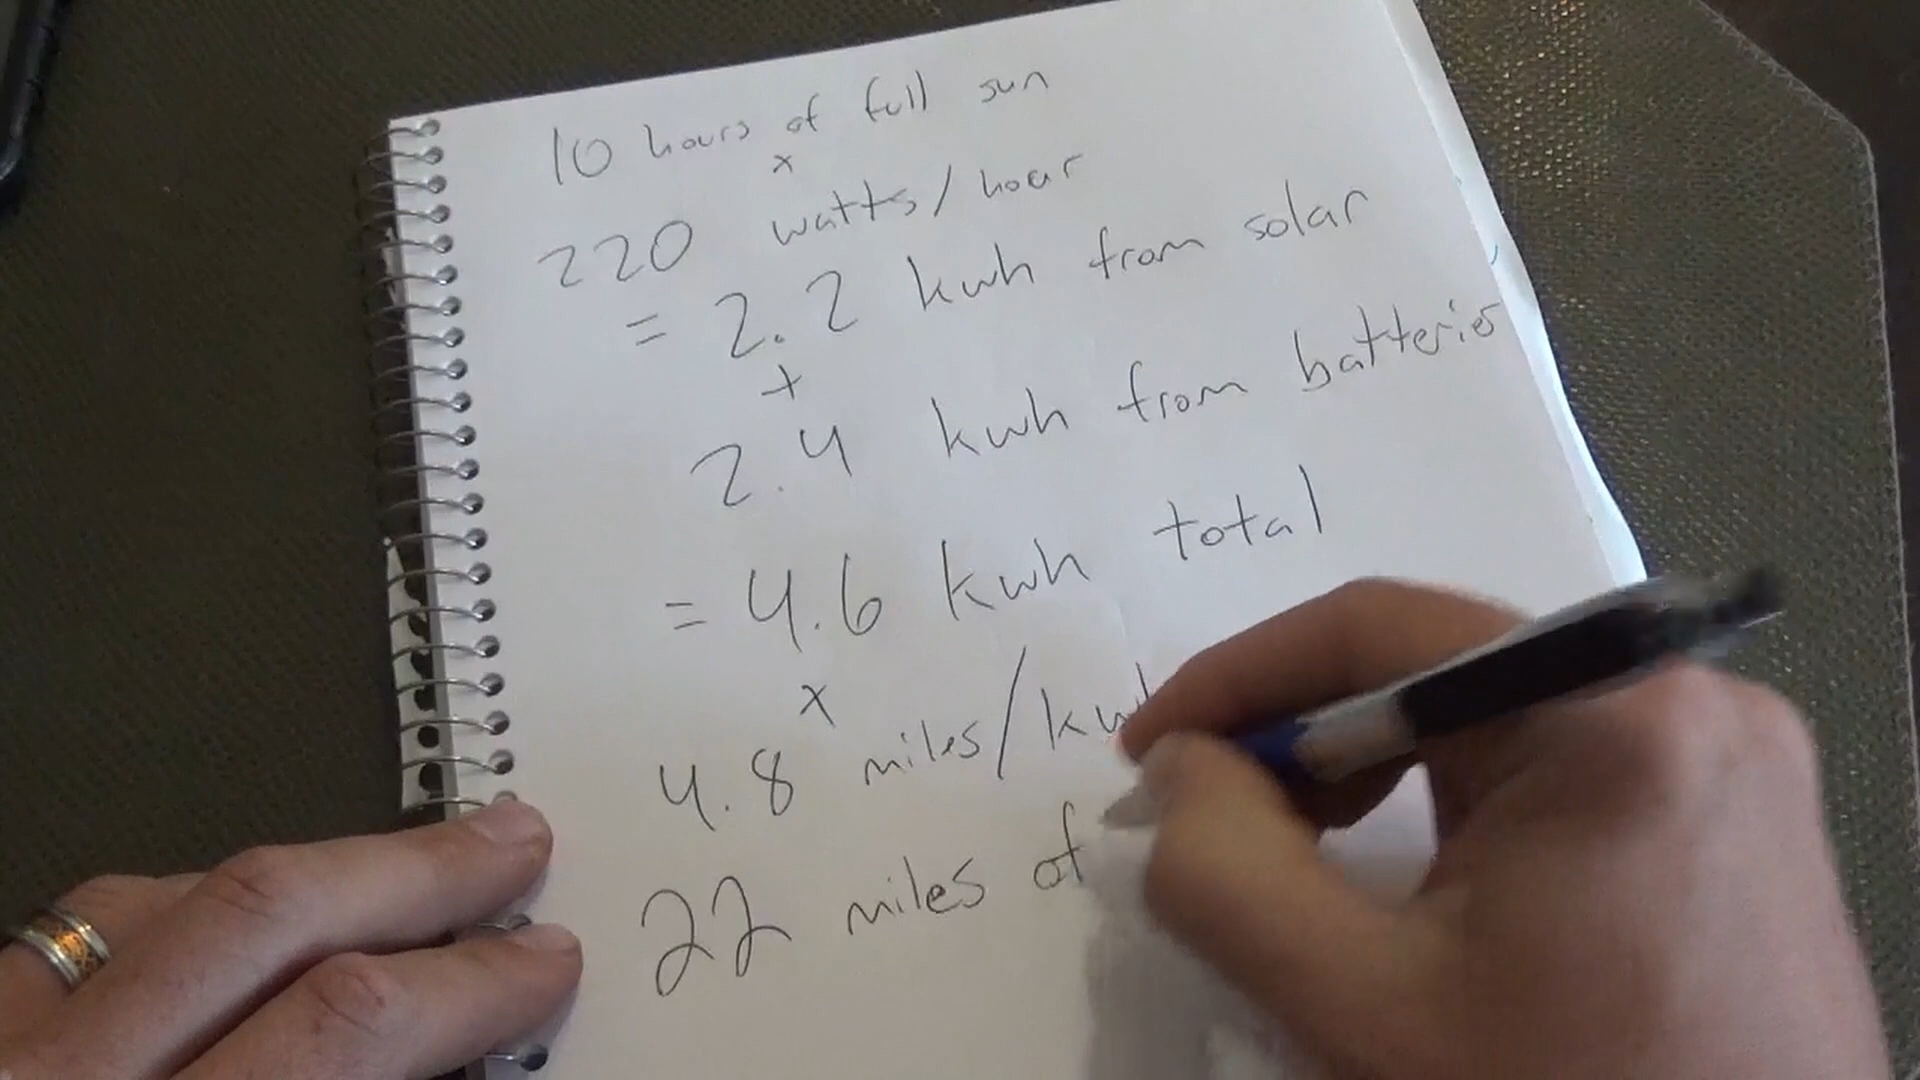 10 hours of full sun
x
220 watts/hour
= 2.2 kwh from solar
+
2.4 kwh from batteries
= 4.6 kwh total
x
4.8 miles/kwh
22 miles of